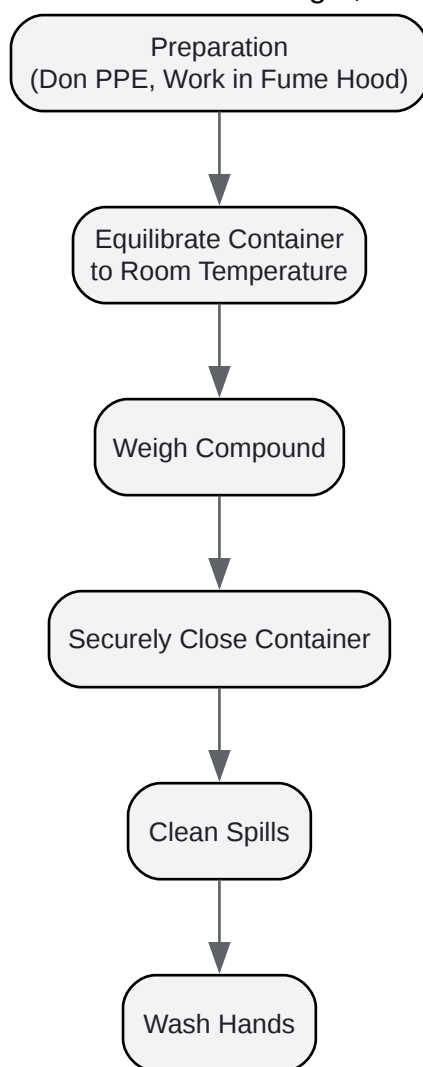 Preparation
(Don PPE, Work in Fume Hood)
Equilibrate Container
to Room Temperature
Weigh Compound
Securely Close Container
Clean Spills
Wash Hands